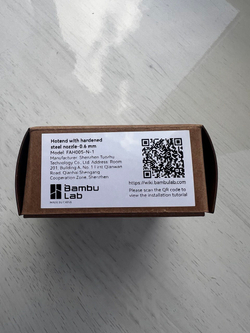 Hotend with hardened
steel nozzle-0.6 mm
Model: FAH005-N-1
Manufacturer: Shenzhen Tuozhu
Technology Co., Ltd. Address: Room
201, Building A, No. 1 First Qianwan
Road, Qianhai Shengang
Cooperation Zone, Shenzhen
Bambu
Lab
https://wiki.bambulab.com
Please scan the QR code to
view the installation tutorial